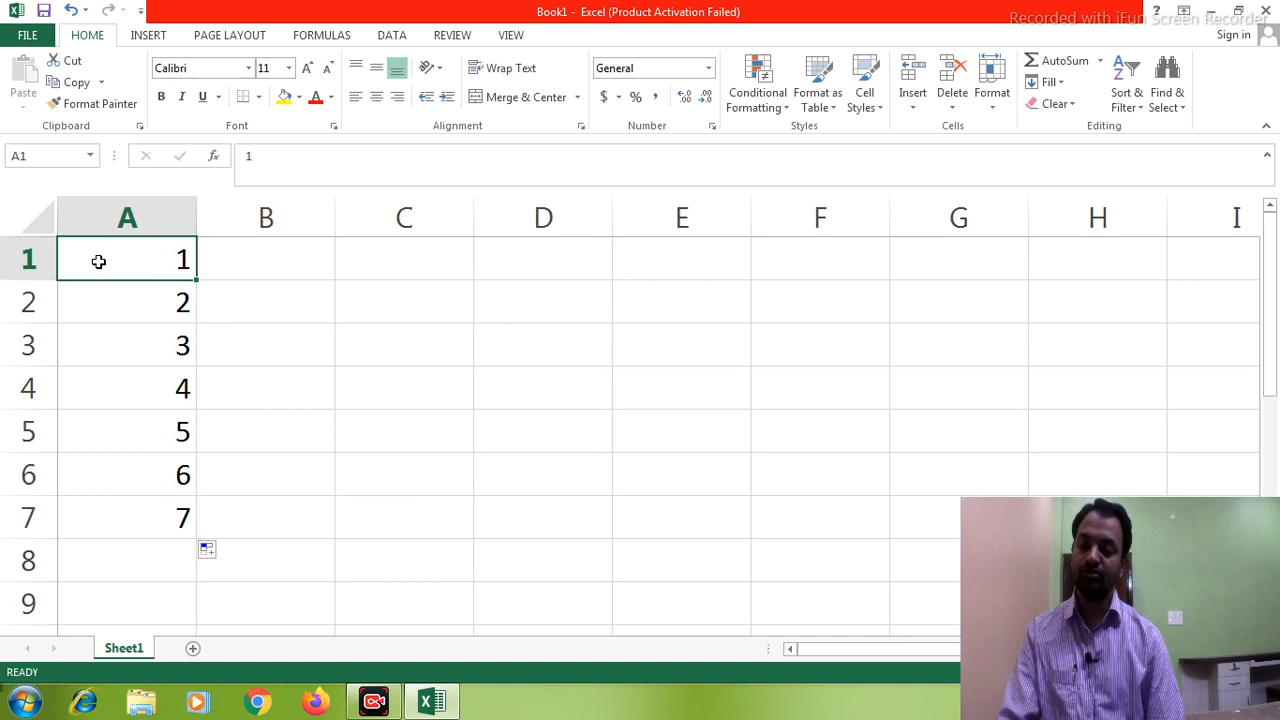 Book1 - Excel (Product Activation Failed)
Recorded with iFun Screen Recorder
FILE HOME INSERT PAGE LAYOUT FORMULAS DATA REVIEW VIEW Sign in
Paste
Cut
Copy
Format Painter
Clipboard
Calibri 11
B I U
Font
Wrap Text
Merge & Center
Alignment
General
$ % ,
Number
Conditional Formatting
Format as Table
Cell Styles
Styles
Insert Delete Format
Cells
AutoSum
Fill
Clear
Sort & Filter
Find & Select
Editing
A1 fx 1
A B C D E F G H I
1 1
2 2
3 3
4 4
5 5
6 6
7 7
8
9
Sheet1
READY